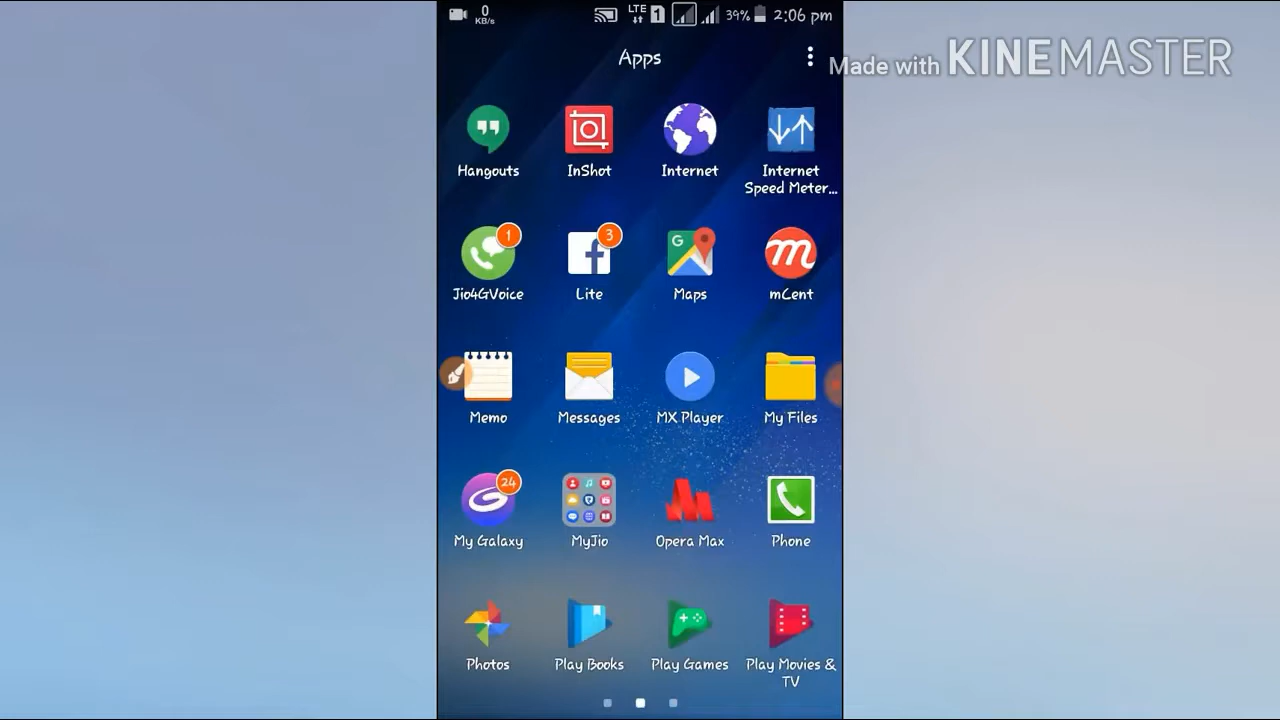 0
KB/s
LTE
1
39%
2:06 pm
Apps
Made with KINEMASTER
Hangouts
InShot
Internet
Internet
Speed Meter...
1
3
G
m
Jio4GVoice
Lite
Maps
mCent
Memo
Messages
MX Player
My Files
24
My Galaxy
MyJio
Opera Max
Phone
Photos
Play Books
Play Games
Play Movies &
TV